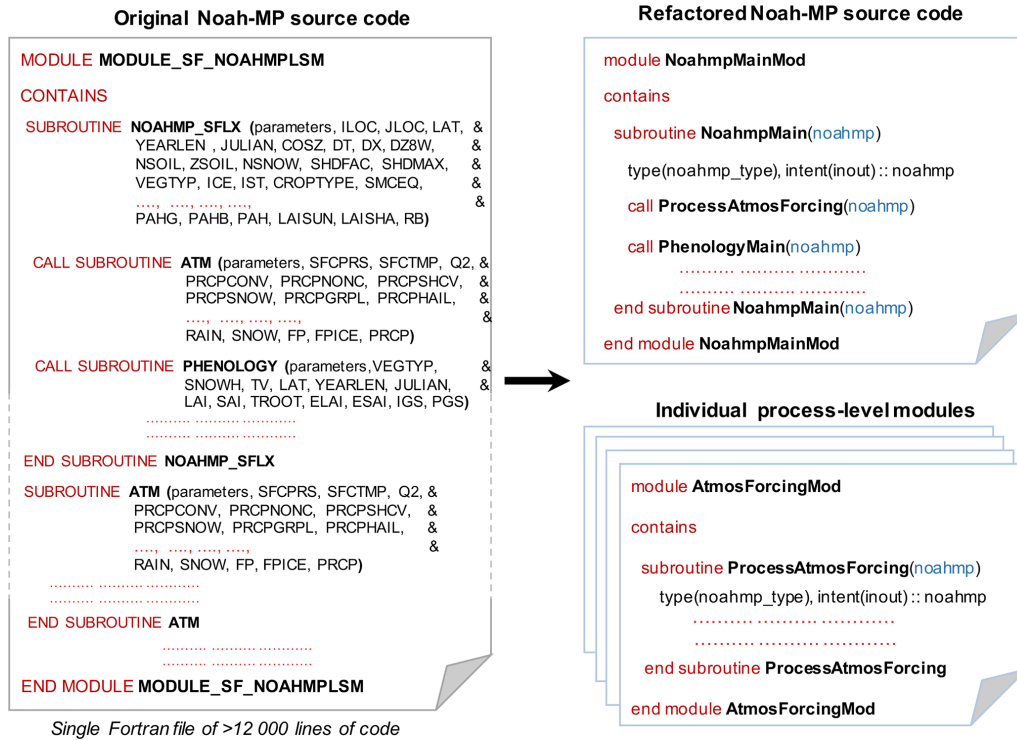 Original Noah-MP source code
MODULE MODULE_SF_NOAHMPLSM
CONTAINS
SUBROUTINE NOAHMP_SFLX (parameters, ILOC, JLOC, LAT, &
YEARLEN , JULIAN, COSZ, DT, DX, DZ8W, &
NSOIL, ZSOIL, NSNOW, SHDFAC, SHDMAX, &
VEGTYP, ICE, IST, CROPTYPE, SMCEQ, &
...., ...., ...., ...., &
PAHG, PAHB, PAH, LAISUN, LAISHA, RB)
CALL SUBROUTINE ATM (parameters, SFCPRS, SFCTMP, Q2, &
PRCPCONV, PRCPNONC, PRCPSHCV, &
PRCPSNOW, PRCPGRPL, PRCPHAIL, &
...., ...., ...., ...., &
RAIN, SNOW, FP, FPICE, PRCP)
CALL SUBROUTINE PHENOLOGY (parameters,VEGTYP, &
SNOWH, TV, LAT, YEARLEN, JULIAN, &
LAI, SAI, TROOT, ELAI, ESAI, IGS, PGS)
.......... .......... ............
.......... .......... ............
END SUBROUTINE NOAHMP_SFLX
SUBROUTINE ATM (parameters, SFCPRS, SFCTMP, Q2, &
PRCPCONV, PRCPNONC, PRCPSHCV, &
PRCPSNOW, PRCPGRPL, PRCPHAIL, &
...., ...., ...., ...., &
RAIN, SNOW, FP, FPICE, PRCP)
.......... .......... ............
.......... .......... ............
END SUBROUTINE ATM
.......... .......... ............
.......... .......... ............
END MODULE MODULE_SF_NOAHMPLSM
Single Fortran file of >12 000 lines of code
Refactored Noah-MP source code
module NoahmpMainMod
contains
subroutine NoahmpMain(noahmp)
type(noahmp_type), intent(inout) :: noahmp
call ProcessAtmosForcing(noahmp)
call PhenologyMain(noahmp)
.......... .......... ............
.......... .......... ............
end subroutine NoahmpMain(noahmp)
end module NoahmpMainMod
Individual process-level modules
module AtmosForcingMod
contains
subroutine ProcessAtmosForcing(noahmp)
type(noahmp_type), intent(inout) :: noahmp
.......... .......... ............
.......... .......... ............
end subroutine ProcessAtmosForcing
end module AtmosForcingMod